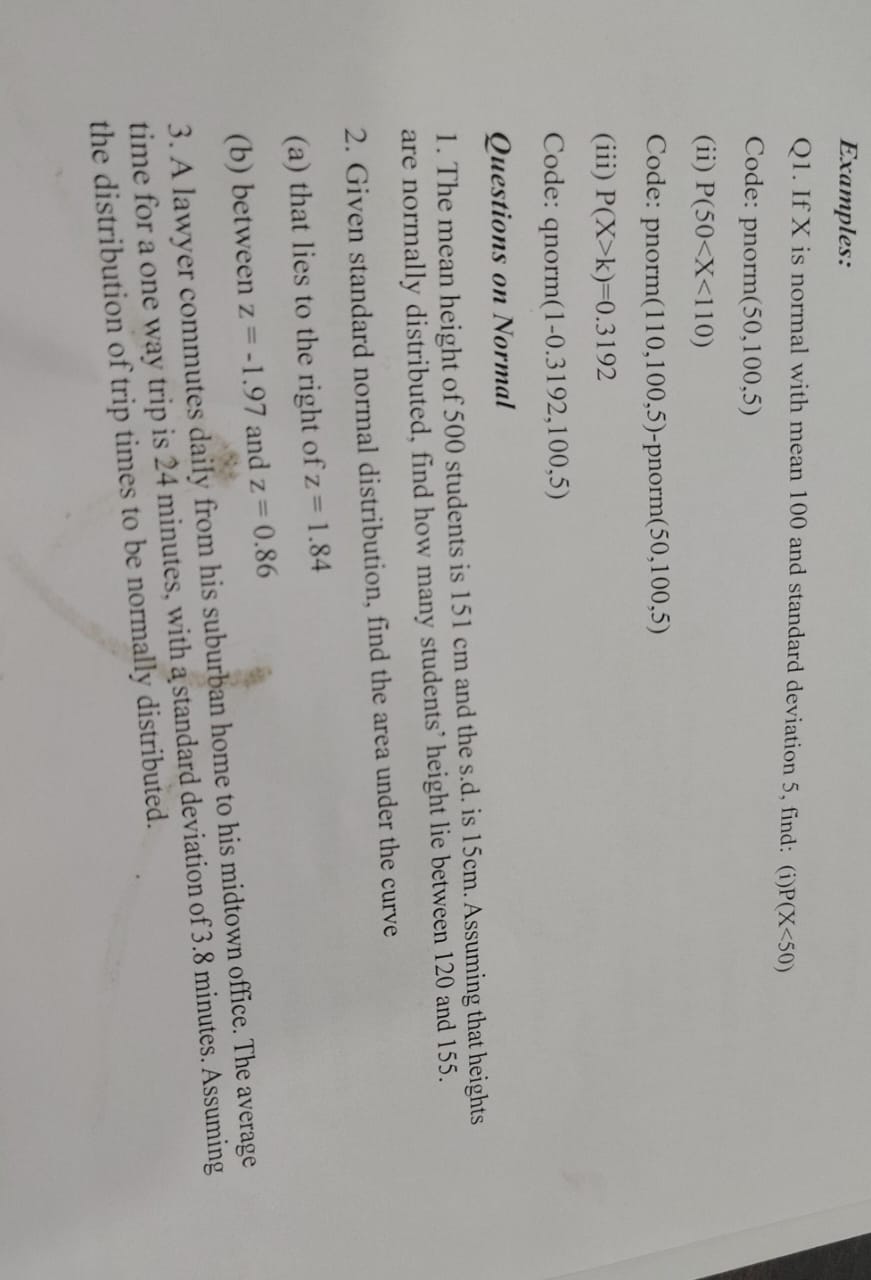 Examples:
Q1. If X is normal with mean 100 and standard deviation 5, find: (i)P(X<50)
Code: pnorm(50,100,5)
(ii) P(50<X<110)
Code: pnorm(110,100,5)-pnorm(50,100,5)
(iii) P(X>k)=0.3192
Code: qnorm(1-0.3192,100,5)
Questions on Normal
1. The mean height of 500 students is 151 cm and the s.d. is 15cm. Assuming that heights
are normally distributed, find how many students' height lie between 120 and 155.
2. Given standard normal distribution, find the area under the curve
(a) that lies to the right of z = 1.84
(b) between z = -1.97 and z = 0.86
3. A lawyer commutes daily from his suburban home to his midtown office. The average
time for a one way trip is 24 minutes, with a standard deviation of 3.8 minutes. Assuming
the distribution of trip times to be normally distributed.